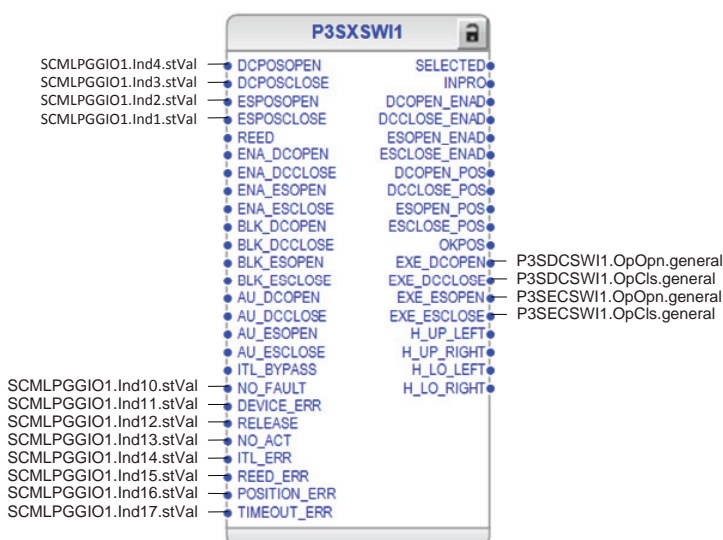 P3SXSWI1
SCMLPGGIO1.Ind4.stVal DCPOSOPEN SELECTED
SCMLPGGIO1.Ind3.stVal DCPOSCLOSE INPRO
SCMLPGGIO1.Ind2.stVal ESPOSOPEN DCOPEN_ENAD
SCMLPGGIO1.Ind1.stVal ESPOSCLOSE DCCLOSE_ENAD
REED ESOPEN_ENAD
ENA_DCOPEN ESCLOSE_ENAD
ENA_DCCLOSE DCOPEN_POS
ENA_ESOPEN DCCLOSE_POS
ENA_ESCLOSE ESOPEN_POS
BLK_DCOPEN ESCLOSE_POS
BLK_DCCLOSE OKPOS
BLK_ESOPEN EXE_DCOPEN P3SDCSWI1.OpOpn.general
BLK_ESCLOSE EXE_DCCLOSE P3SDCSWI1.OpCls.general
AU_DCOPEN EXE_ESOPEN P3SECSWI1.OpOpn.general
AU_DCCLOSE EXE_ESCLOSE P3SECSWI1.OpCls.general
AU_ESOPEN H_UP_LEFT
AU_ESCLOSE H_UP_RIGHT
ITL_BYPASS H_LO_LEFT
SCMLPGGIO1.Ind10.stVal NO_FAULT H_LO_RIGHT
SCMLPGGIO1.Ind11.stVal DEVICE_ERR
SCMLPGGIO1.Ind12.stVal RELEASE
SCMLPGGIO1.Ind13.stVal NO_ACT
SCMLPGGIO1.Ind14.stVal ITL_ERR
SCMLPGGIO1.Ind15.stVal REED_ERR
SCMLPGGIO1.Ind16.stVal POSITION_ERR
SCMLPGGIO1.Ind17.stVal TIMEOUT_ERR